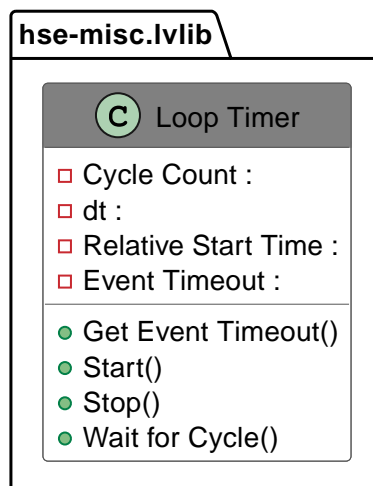 hse-misc.lvlib
C Loop Timer
Cycle Count :
dt :
Relative Start Time :
Event Timeout :
Get Event Timeout()
Start()
Stop()
Wait for Cycle()